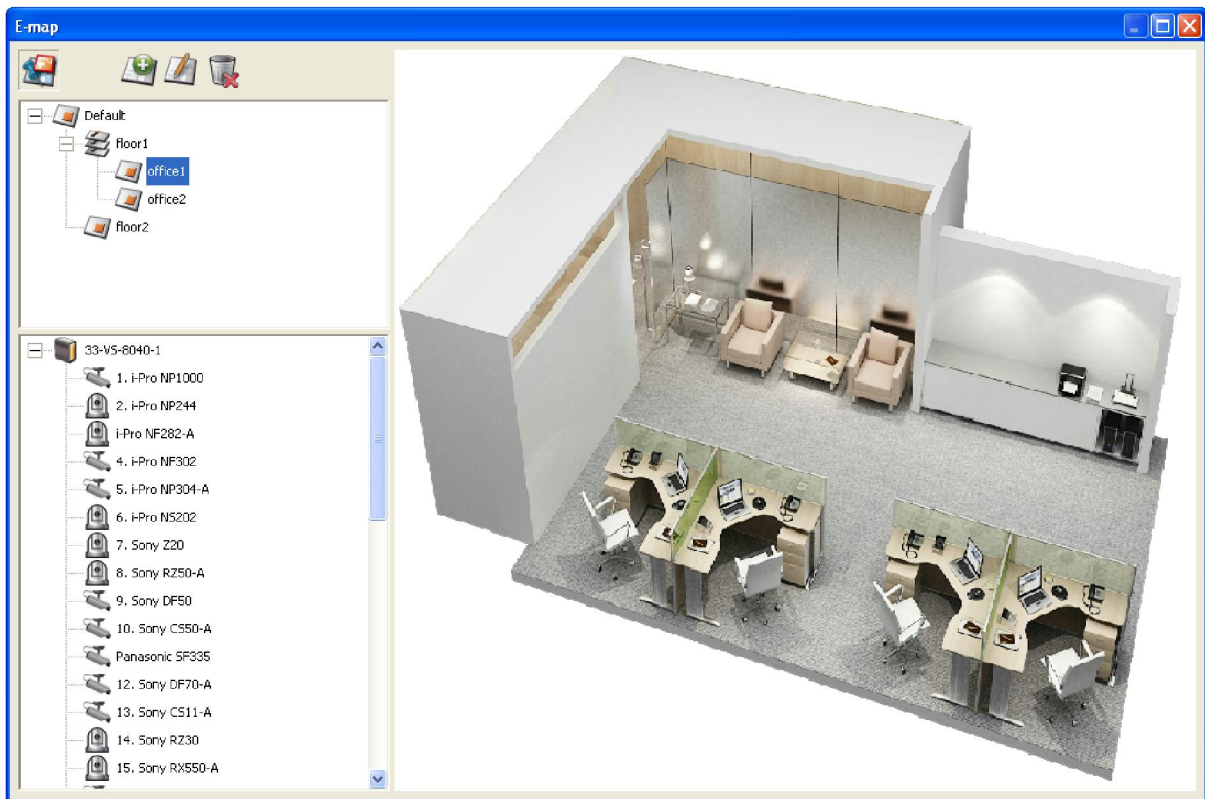 E-map
Default
floor1
office1
office2
floor2
33-VS-8040-1
1. i-Pro NP1000
2. i-Pro NP244
i-Pro NF282-A
4. i-Pro NF302
5. i-Pro NP304-A
6. i-Pro NS202
7. Sony Z20
8. Sony RZ50-A
9. Sony DF50
10. Sony CS50-A
Panasonic SF335
12. Sony DF70-A
13. Sony CS11-A
14. Sony RZ30
15. Sony RX550-A